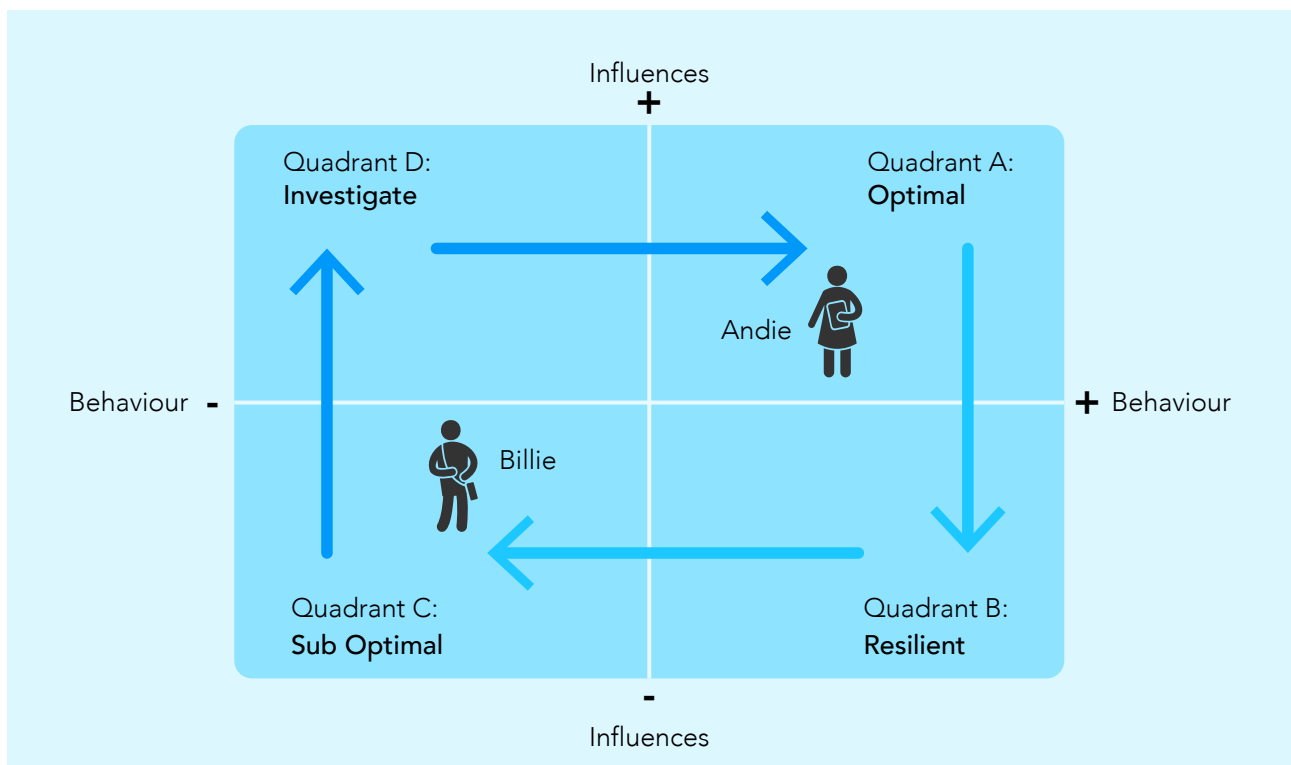 Influences
+
Quadrant D:
Investigate
Quadrant A:
Optimal
Andie
Behaviour -
+ Behaviour
Billie
Quadrant C:
Sub Optimal
Quadrant B:
Resilient
-
Influences